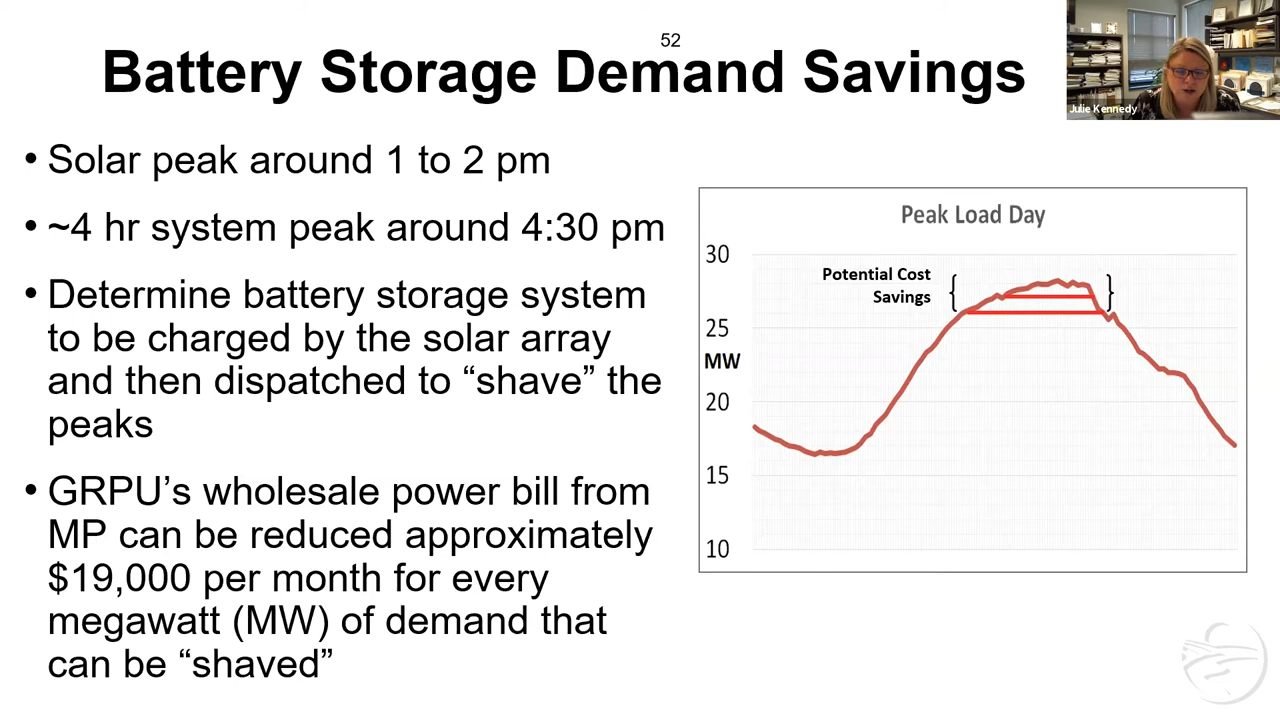 52
Battery Storage Demand Savings
Julie Kennedy
• Solar peak around 1 to 2 pm
• ~4 hr system peak around 4:30 pm
• Determine battery storage system
to be charged by the solar array
and then dispatched to “shave” the
peaks
• GRPU’s wholesale power bill from
MP can be reduced approximately
$19,000 per month for every
megawatt (MW) of demand that
can be “shaved”
Peak Load Day
30
Potential Cost
Savings
25
MW
20
15
10